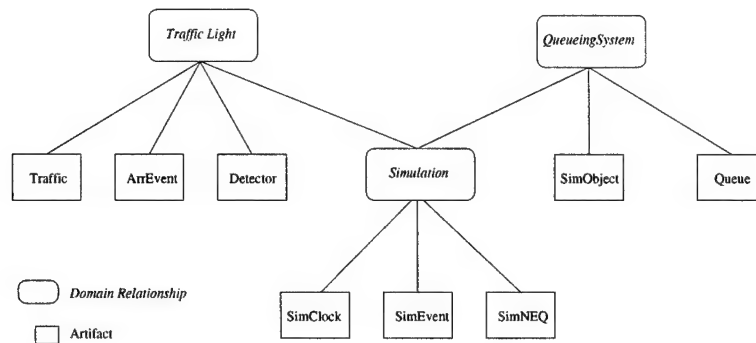 Traffic Light
QueueingSystem
Traffic
ArrEvent
Detector
Simulation
SimObject
Queue
Domain Relationship
SimClock
SimEvent
SimNEQ
Artifact